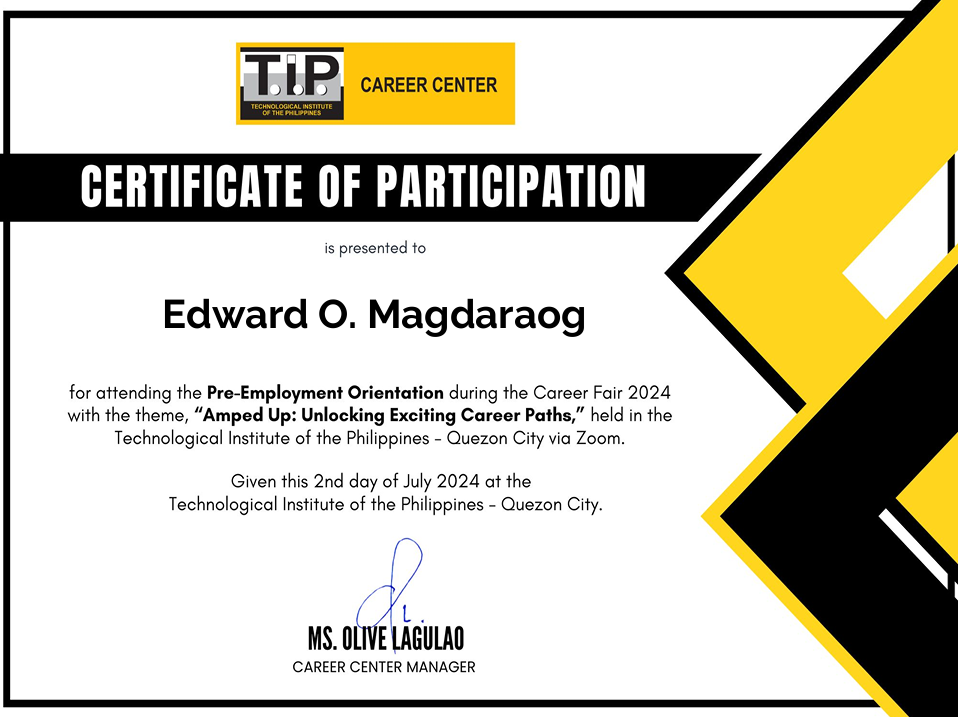 T.i.P
TECHNOLOGICAL INSTITUTE
OF THE PHILIPPINES
CAREER CENTER
CERTIFICATE OF PARTICIPATION
is presented to
Edward O. Magdaraog
for attending the Pre-Employment Orientation during the Career Fair 2024
with the theme, “Amped Up: Unlocking Exciting Career Paths,” held in the
Technological Institute of the Philippines - Quezon City via Zoom.
Given this 2nd day of July 2024 at the
Technological Institute of the Philippines - Quezon City.
MS. OLIVE LAGULAO
CAREER CENTER MANAGER